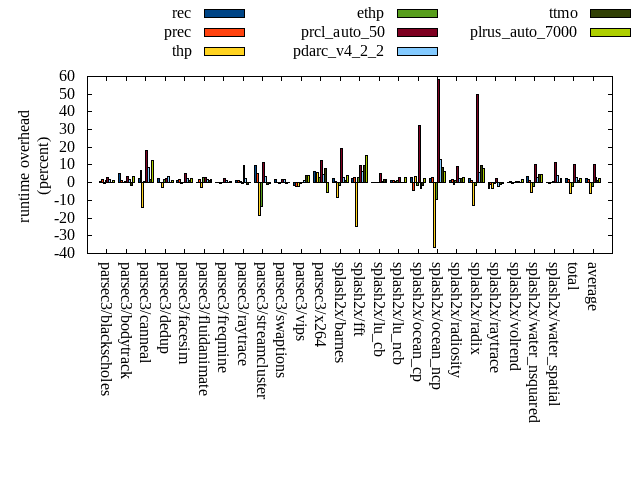 rec ethp ttmo
prec prcl_auto_50 plrus_auto_7000
thp pdarc_v4_2_2
runtime overhead
(percent)
60
50
40
30
20
10
0
-10
-20
-30
-40
parsec3/blackscholes
parsec3/bodytrack
parsec3/canneal
parsec3/dedup
parsec3/facesim
parsec3/fluidanimate
parsec3/freqmine
parsec3/raytrace
parsec3/streamcluster
parsec3/swaptions
parsec3/vips
parsec3/x264
splash2x/barnes
splash2x/fft
splash2x/lu_cb
splash2x/lu_ncb
splash2x/ocean_cp
splash2x/ocean_ncp
splash2x/radiosity
splash2x/radix
splash2x/raytrace
splash2x/volrend
splash2x/water_nsquared
splash2x/water_spatial
total
average